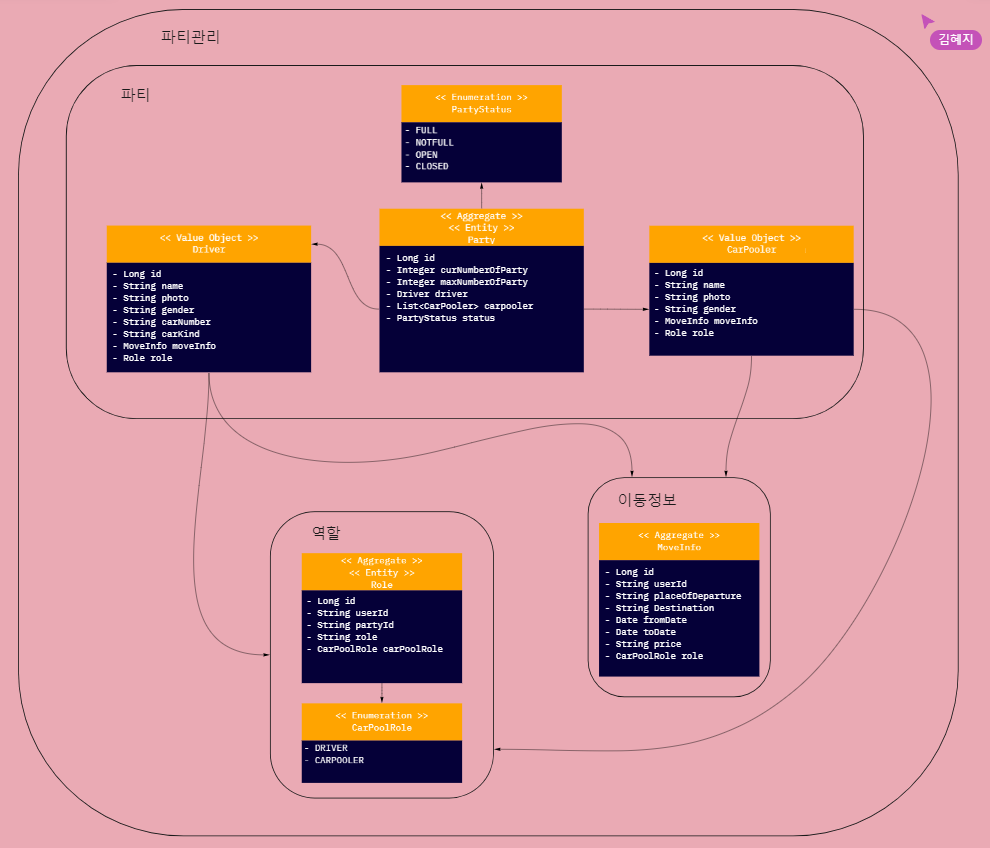 파티관리
김혜지
파티
<< Enumeration >>
PartyStatus
- FULL
- NOTFULL
- OPEN
- CLOSED
<< Value Object >>
Driver
- Long id
- String name
- String photo
- String gender
- String carNumber
- String carKind
- MoveInfo moveInfo
- Role role
<< Aggregate >>
<< Entity >>
Party
- Long id
- Integer curNumberOfParty
- Integer maxNumberOfParty
- Driver driver
- List<CarPooler> carpooler
- PartyStatus status
<< Value Object >>
CarPooler
- Long id
- String name
- String photo
- String gender
- MoveInfo moveInfo
- Role role
역할
<< Aggregate >>
<< Entity >>
Role
- Long id
- String userId
- String partyId
- String role
- CarPoolRole carPoolRole
<< Enumeration >>
CarPoolRole
- DRIVER
- CARPOOLER
이동정보
<< Aggregate >>
MoveInfo
- Long id
- String userId
- String placeOfDeparture
- String Destination
- Date fromDate
- Date toDate
- String price
- CarPoolRole role